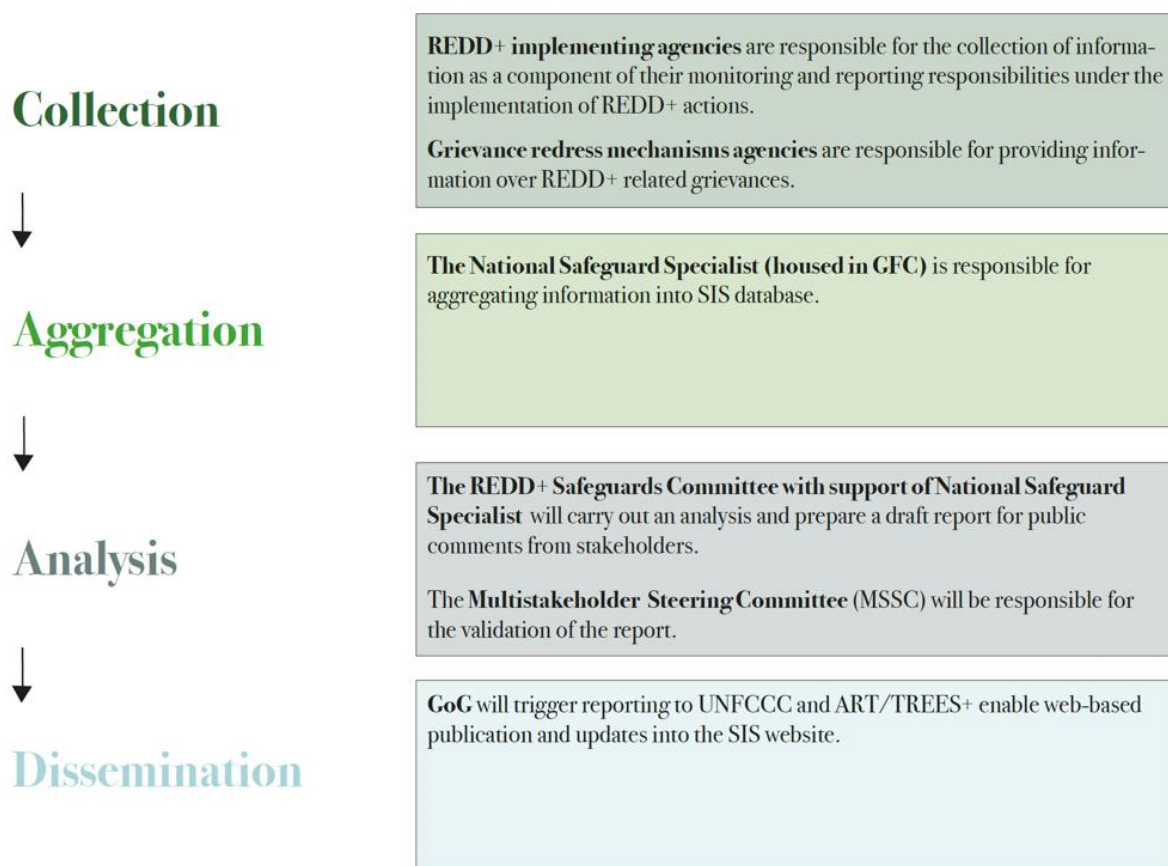 Collection
REDD+ implementing agencies are responsible for the collection of informa-
tion as a component of their monitoring and reporting responsibilities under the
implementation of REDD+ actions.
Grievance redress mechanisms agencies are responsible for providing infor-
mation over REDD+ related grievances.
Aggregation
The National Safeguard Specialist (housed in GFC) is responsible for
aggregating information into SIS database.
Analysis
The REDD+ Safeguards Committee with support of National Safeguard
Specialist will carry out an analysis and prepare a draft report for public
comments from stakeholders.
The Multistakeholder Steering Committee (MSSC) will be responsible for
the validation of the report.
Dissemination
GoG will trigger reporting to UNFCCC and ART/TREES+ enable web-based
publication and updates into the SIS website.